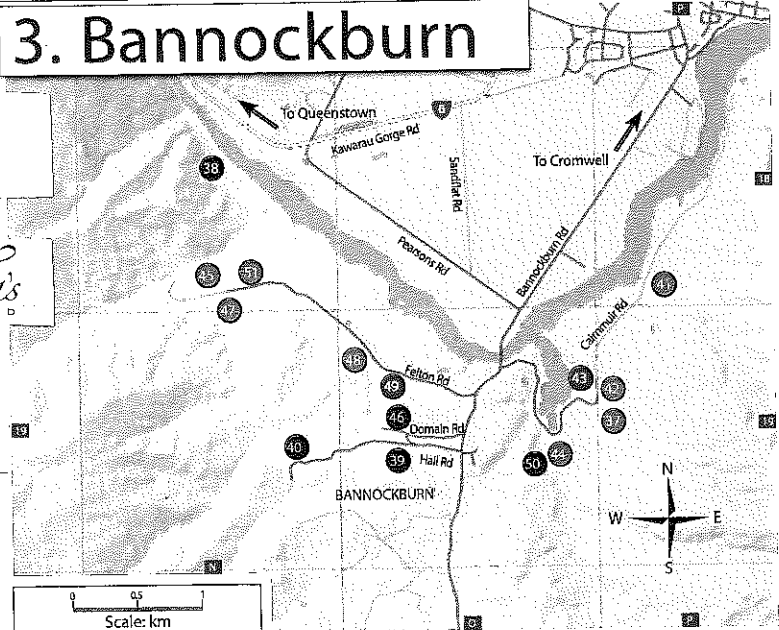 3. Bannockburn
P
To Queenstown
6
Kawarau Gorge Rd
Sandflat Rd
To Cromwell
38
18
's
D
Pearsons Rd
Bannockburn Rd
51
47
41
Cairnmuir Rd
48
Felton Rd
49
43
42
46
37
Domain Rd
19
19
40
39
Hall Rd
50
44
BANNOCKBURN
N
W
E
S
N
0
0.5
1
Scale: km
O
P